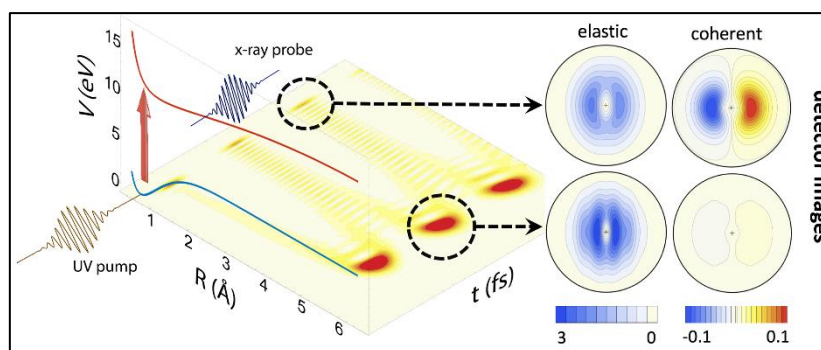 elastic
coherent
x-ray probe
V (eV)
15
10
5
0
UV pump
1
2
3
4
5
6
R (Å)
t (fs)
detector images
3
0
-0.1
0.1